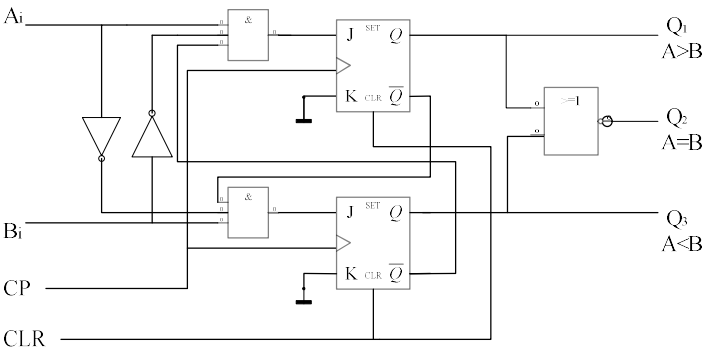 Ai
&
J SET Q
Q1
A>B
K CLR Q̅
>=1
Q2
A=B
&
Bi
J SET Q
Q3
A<B
K CLR Q̅
CP
CLR